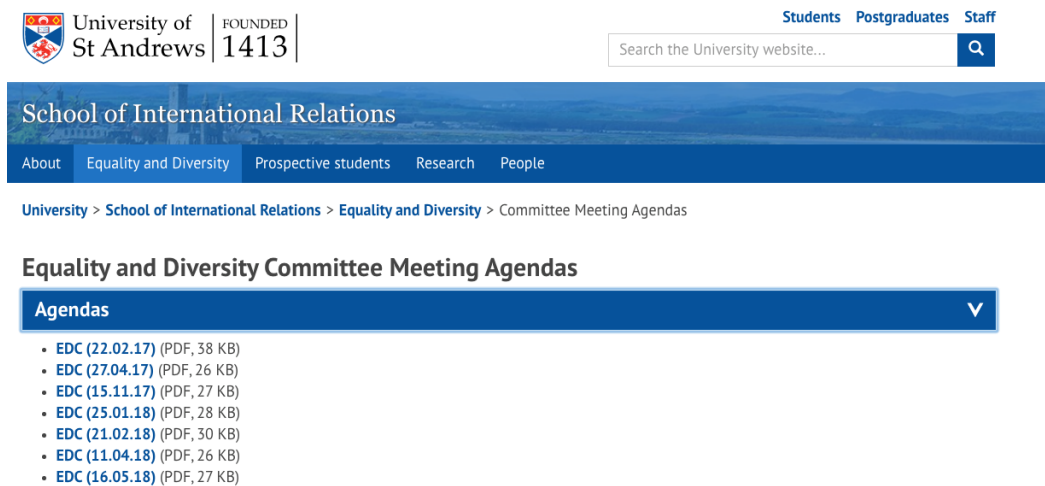 University of
St Andrews
FOUNDED
1413
Students Postgraduates Staff
Search the University website...
School of International Relations
About Equality and Diversity Prospective students Research People
University > School of International Relations > Equality and Diversity > Committee Meeting Agendas
Equality and Diversity Committee Meeting Agendas
Agendas
• EDC (22.02.17) (PDF, 38 KB)
• EDC (27.04.17) (PDF, 26 KB)
• EDC (15.11.17) (PDF, 27 KB)
• EDC (25.01.18) (PDF, 28 KB)
• EDC (21.02.18) (PDF, 30 KB)
• EDC (11.04.18) (PDF, 26 KB)
• EDC (16.05.18) (PDF, 27 KB)